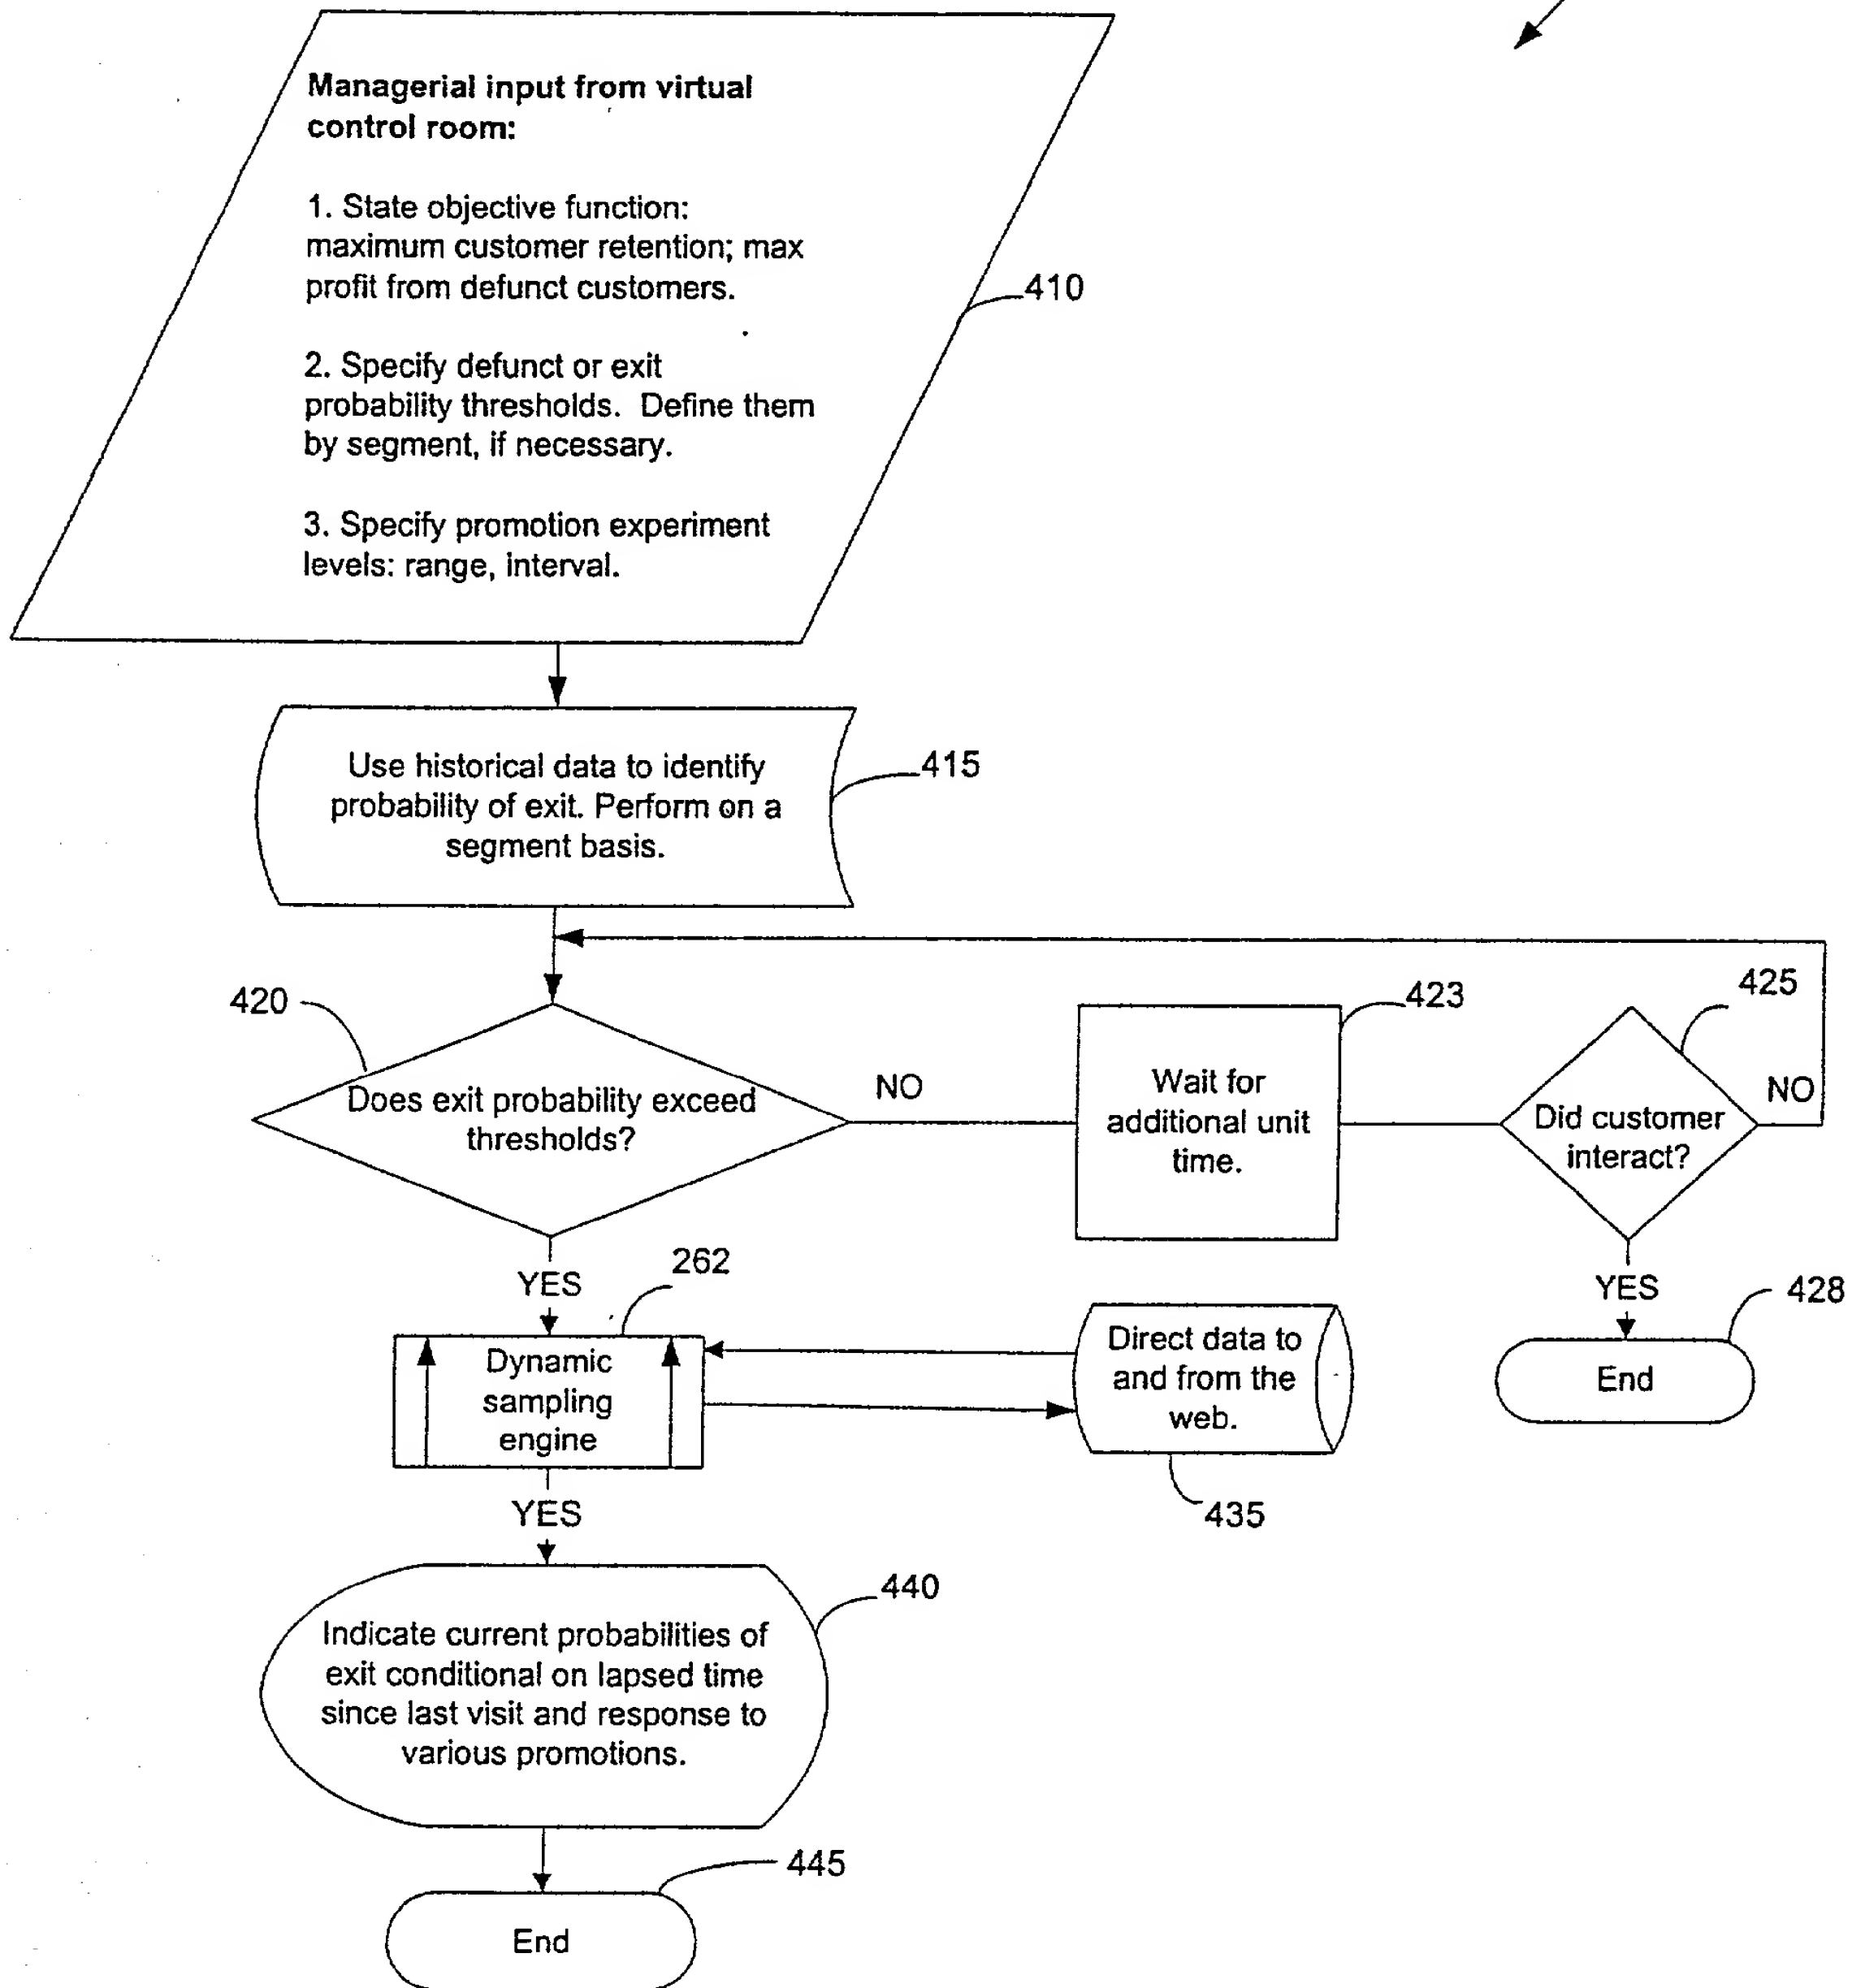 Managerial input from virtual
control room:
1. State objective function:
maximum customer retention; max
profit from defunct customers.
2. Specify defunct or exit
probability thresholds. Define them
by segment, if necessary.
3. Specify promotion experiment
levels: range, interval.
410
Use historical data to identify
probability of exit. Perform on a
segment basis.
415
420
Does exit probability exceed
thresholds?
NO
423
Wait for
additional unit
time.
425
Did customer
interact?
NO
YES
262
YES
428
End
Dynamic
sampling
engine
Direct data to
and from the
web.
435
YES
440
Indicate current probabilities of
exit conditional on lapsed time
since last visit and response to
various promotions.
445
End